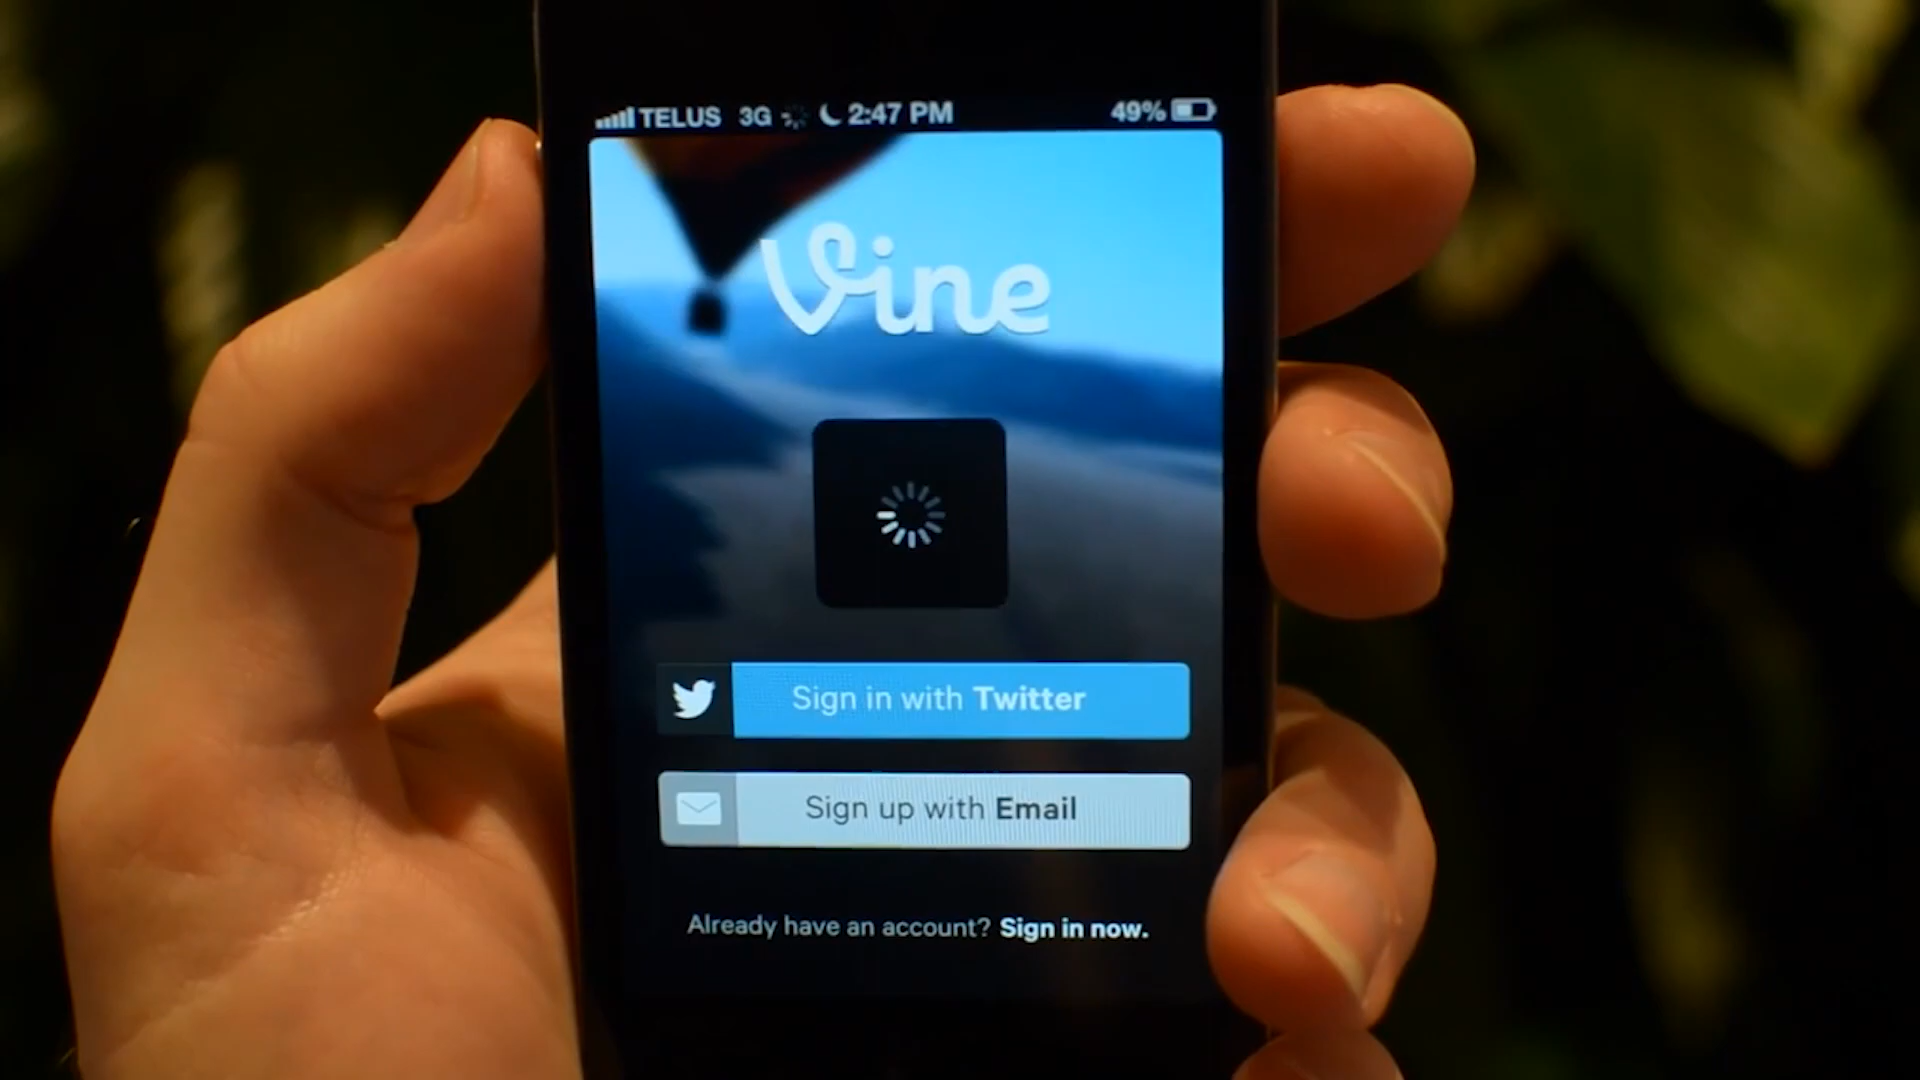 TELUS 3G 2:47 PM 49%
Vine
Sign in with Twitter
Sign up with Email
Already have an account? Sign in now.